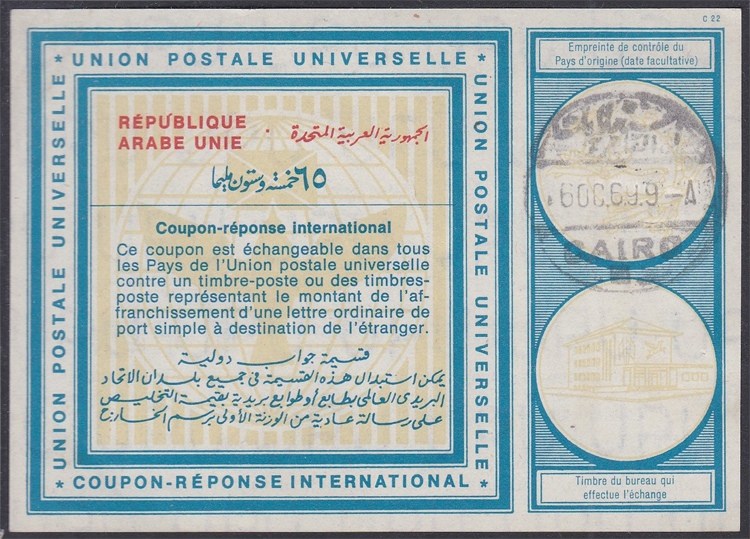 C 22
* UNION POSTALE UNIVERSELLE *
UNION POSTALE UNIVERSELLE
RÉPUBLIQUE
ARABE UNIE
الجمهورية العربية المتحدة
٦٥ خمسة وستون مليما
Coupon-réponse international
Ce coupon est échangeable dans tous
les Pays de l'Union postale universelle
contre un timbre-poste ou des timbres-
poste représentant le montant de l'af-
franchissement d'une lettre ordinaire de
port simple à destination de l'étranger.
قسيمة جواب دولية
يمكن استبدال هذه القسيمة فى جميع بلدان الاتحاد
البريدى العالمى بطابع أو طوابع بريدية بقيمة التخليص
على رسالة عادية من الوزنة الأولى برسم الخارج
UNION POSTALE UNIVERSELLE
* COUPON-RÉPONSE INTERNATIONAL *
Empreinte de contrôle du
Pays d'origine (date facultative)
CAIRO
Timbre du bureau qui
effectue l'échange